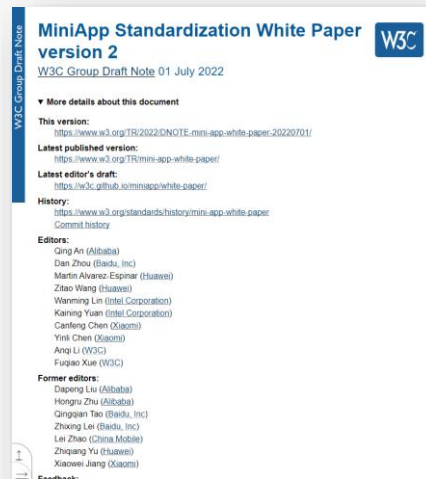 W3C Group Draft Note
MiniApp Standardization White Paper
version 2
W3C
W3C Group Draft Note 01 July 2022
▼ More details about this document
This version:
https://www.w3.org/TR/2022/DNOTE-mini-app-white-paper-20220701/
Latest published version:
https://www.w3.org/TR/mini-app-white-paper/
Latest editor's draft:
https://w3c.github.io/miniapp/white-paper/
History:
https://www.w3.org/standards/history/mini-app-white-paper
Commit history
Editors:
Qing An (Alibaba)
Dan Zhou (Baidu, Inc)
Martin Alvarez-Espinar (Huawei)
Zitao Wang (Huawei)
Wanming Lin (Intel Corporation)
Kaining Yuan (Intel Corporation)
Canfeng Chen (Xiaomi)
Yinli Chen (Xiaomi)
Anqi Li (W3C)
Fuqiao Xue (W3C)
Former editors:
Dapeng Liu (Alibaba)
Hongru Zhu (Alibaba)
Qingqian Tao (Baidu, Inc)
Zhixing Lei (Baidu, Inc)
Lei Zhao (China Mobile)
Zhiqiang Yu (Huawei)
Xiaowei Jiang (Xiaomi)
Feedback: